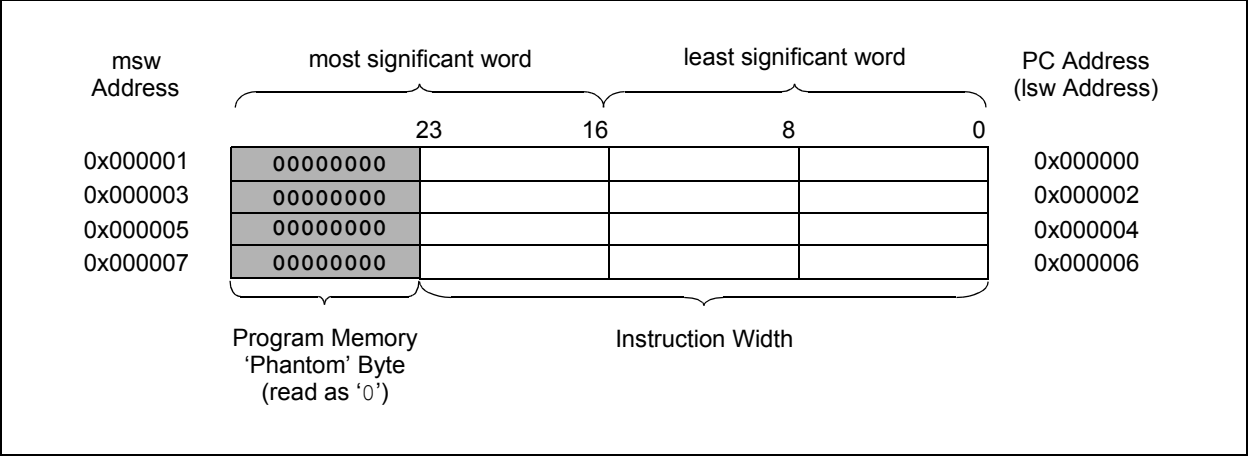 msw
Address
most significant word
least significant word
PC Address
(lsw Address)
23 16 8 0
0x000001 00000000 0x000000
0x000003 00000000 0x000002
0x000005 00000000 0x000004
0x000007 00000000 0x000006
Program Memory
‘Phantom’ Byte
(read as ‘0’)
Instruction Width